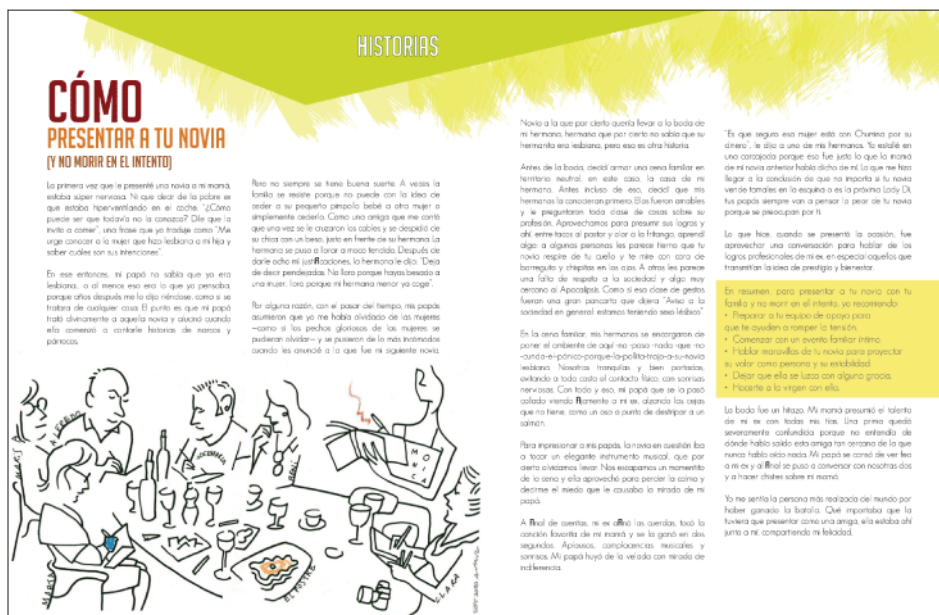 HISTORIAS
CÓMO
PRESENTAR A TU NOVIA
(Y NO MORIR EN EL INTENTO)
La primera vez que le presenté una novia a mi mamá,
estaba súper nerviosa. Ni que decir de la pobre ex
que estaba hiperventilando en el coche. "¿Cómo
puede ser que todavía no la conozca? Dile que la
invito a comer", una frase que yo traduje como "Me
urge conocer a la mujer que hizo lesbiana a mi hija y
saber cuáles son sus intenciones".
En ese entonces, mi papá no sabía que yo era
lesbiana, o al menos eso era lo que yo pensaba,
porque años después me lo dijo riéndose, como si se
tratara de cualquier cosa. El punto es que mi papá
trató divinamente a aquella novia y alucinó cuando
ella comenzó a contarle historias de narcos y
párrocos.
Pero no siempre se tiene buena suerte. A veces la
familia se resiste porque no puede con la idea de
ceder a su pequeño pimpolo bebé a otra mujer o
simplemente cederla. Como una amiga que me contó
que una vez se le cruzaron los cables y se despidió de
su chica con un beso, justo en frente de su hermana. La
hermana se puso a llorar a moco tendido. Después de
darle ocho mil justificaciones, la hermana le dijo: "Deja
de decir pendejadas. No lloro porque hayas besado a
una mujer, lloro porque mi hermana menor ya coge".
Por alguna razón, con el pasar del tiempo, mis papás
asumieron que yo me había olvidado de las mujeres
–como si los pechos gloriosos de las mujeres se
pudieran olvidar– y se pusieron de lo más incómodos
cuando les anuncié a la que fue mi siguiente novia.
Novia a la que por cierto quería llevar a la boda de
mi hermana, hermana que por cierto no sabía que su
hermanita era lesbiana, pero esa es otra historia.
Antes de la boda, decidí armar una cena familiar en
territorio neutral, en este caso, la casa de mi
hermano. Antes incluso de eso, decidí que mis
hermanos la conocieran primero. Ellos fueron amables
y le preguntaron toda clase de cosas sobre su
profesión. Aprovechamos para presumir sus logros y
ahí, entre tacos al pastor y olor a la fritanga, aprendí
algo: a algunas personas les parece tierno que tu
novia respire de tu cuello y te mire con cara de
borreguito y chispitas en los ojos. A otras les parece
una falta de respeto a la sociedad y algo muy
cercano al Apocalipsis. Como si esa clase de gestos
fueran una gran pancarta que dijera "Aviso a la
sociedad en general: estamos teniendo sexo lésbico".
En la cena familiar, mis hermanos se encargaron de
poner el ambiente de aquí -no -pasa -nada -que -no
-cunda-el-pánico-porque-la-pollita-trajo-a-su-novia
lesbiana. Nosotras tranquilas y bien portadas,
evitando a toda costa el contacto físico, con sonrisas
nerviosas. Con todo y eso, mi papá que se la pasó
callado viendo fijamente a mi ex, alzando las cejas
que no tiene, como un oso a punto de destripar a un
salmón.
Para impresionar a mis papás, la novia en cuestión iba
a tocar un elegante instrumento musical, que por
cierto olvidamos llevar. Nos escapamos un momentito
de la cena y ella aprovechó para perder la calma y
decirme el miedo que le causaba la mirada de mi
papá.
A final de cuentas, mi ex afinó las cuerdas, tocó la
canción favorita de mi mamá y se la ganó en dos
segundos. Aplausos, complacencias musicales y
sonrisas. Mi papá huyó de la velada con mirada de
indiferencia.
"Es que seguro esa mujer está con Chumina por su
dinero", le dijo a uno de mis hermanos. Yo estallé en
una carcajada porque eso fue justo lo que la mamá
de mi novia anterior había dicho de mí. Lo que me hizo
llegar a la conclusión de que no importa si tu novia
vende tamales en la esquina o es la próxima Lady Di,
tus papás siempre van a pensar lo peor de tu novia
porque se preocupan por ti.
Lo que hice, cuando se presentó la ocasión, fue
aprovechar una conversación para hablar de los
logros profesionales de mi ex, en especial aquellos que
transmitían la idea de prestigio y bienestar.
En resumen, para presentar a tu novia con tu
familia y no morir en el intento, yo recomiendo:
• Preparar a tu equipo de apoyo para
que te ayuden a romper la tensión.
• Comenzar con un evento familiar íntimo.
• Hablar maravillas de tu novia para proyectar
su valor como persona y su estabilidad.
• Dejar que ella se luzca con alguna gracia.
• Hacerte a la virgen con ella.
La boda fue un hitazo. Mi mamá presumió el talento
de mi ex con todas mis tías. Una prima quedó
severamente confundida porque no entendía de
dónde había salido esta amiga tan cercana de la que
nunca había oído nada. Mi papá se cansó de ver feo
a mi ex y al final se puso a conversar con nosotras dos
y a hacer chistes sobre mi mamá.
Yo me sentía la persona más realizada del mundo por
haber ganado la batalla. Qué importaba que la
tuviera que presentar como una amiga, ella estaba ahí
junto a mí, compartiendo mi felicidad.
ALFREDO
MARTA
EL POSTRE
CLARA